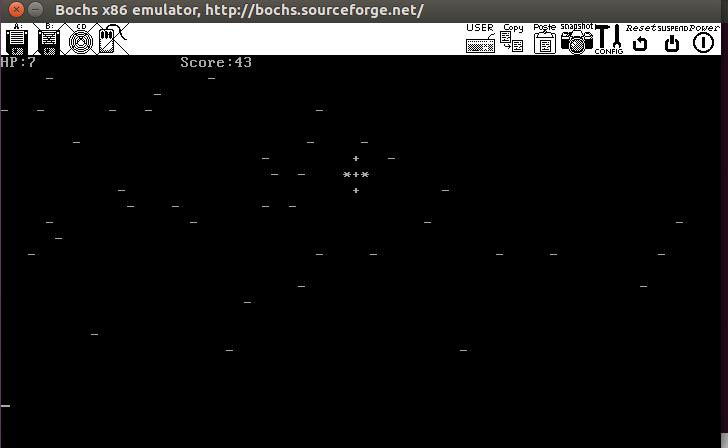 Bochs x86 emulator, http://bochs.sourceforge.net/
A: B: CD USER Copy Paste snapshot CONFIG Reset SUSPEND Power
HP:7 Score:43